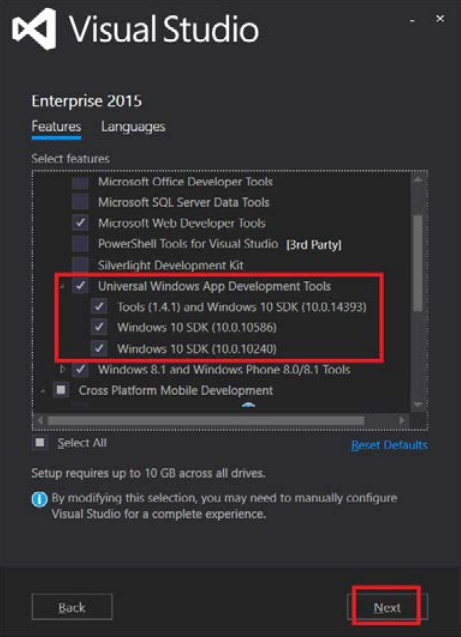 Visual Studio
Enterprise 2015
Features Languages
Select features
Microsoft Office Developer Tools
Microsoft SQL Server Data Tools
Microsoft Web Developer Tools
PowerShell Tools for Visual Studio [3rd Party]
Silverlight Development Kit
Universal Windows App Development Tools
Tools (1.4.1) and Windows 10 SDK (10.0.14393)
Windows 10 SDK (10.0.10586)
Windows 10 SDK (10.0.10240)
Windows 8.1 and Windows Phone 8.0/8.1 Tools
Cross Platform Mobile Development
Select All Reset Defaults
Setup requires up to 10 GB across all drives.
By modifying this selection, you may need to manually configure
Visual Studio for a complete experience.
Back Next